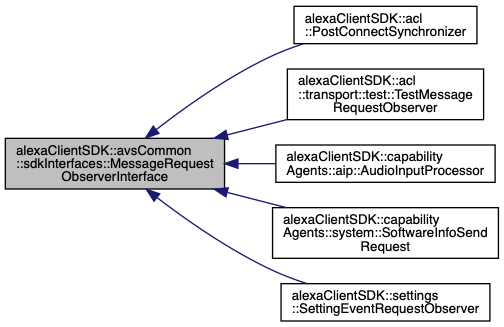 alexaClientSDK::acl
::PostConnectSynchronizer
alexaClientSDK::acl
::transport::test::TestMessage
RequestObserver
alexaClientSDK::avsCommon
::sdkInterfaces::MessageRequest
ObserverInterface
alexaClientSDK::capability
Agents::aip::AudioInputProcessor
alexaClientSDK::capability
Agents::system::SoftwareInfoSend
Request
alexaClientSDK::settings
::SettingEventRequestObserver